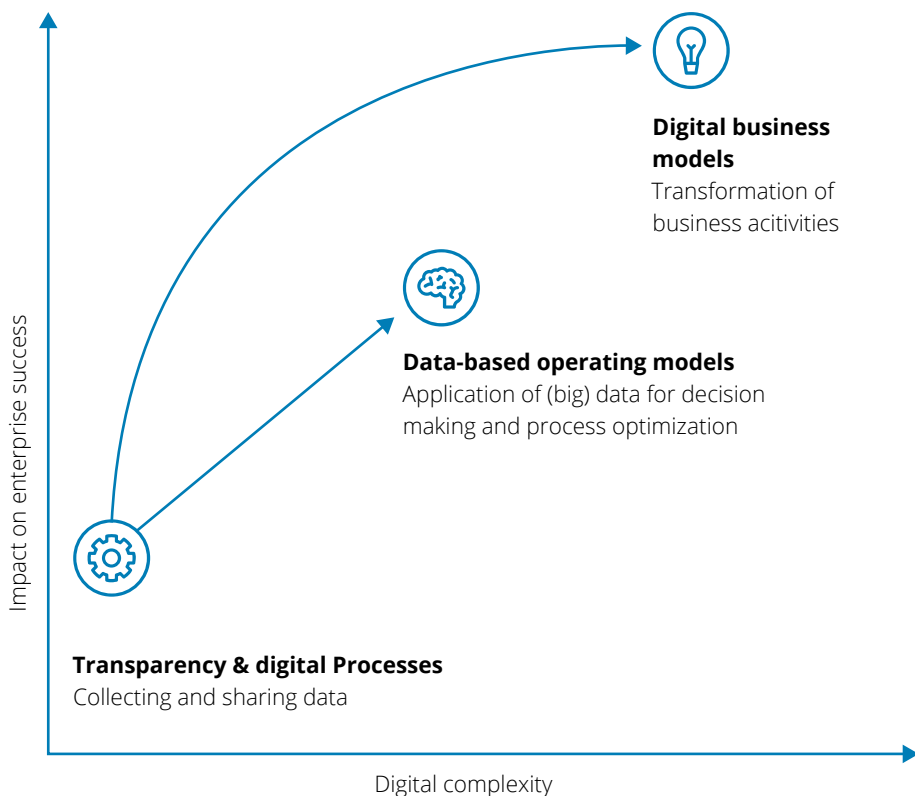 Digital business
models
Transformation of
business acitivities
Data-based operating models
Application of (big) data for decision
making and process optimization
Impact on enterprise success
Transparency & digital Processes
Collecting and sharing data
Digital complexity